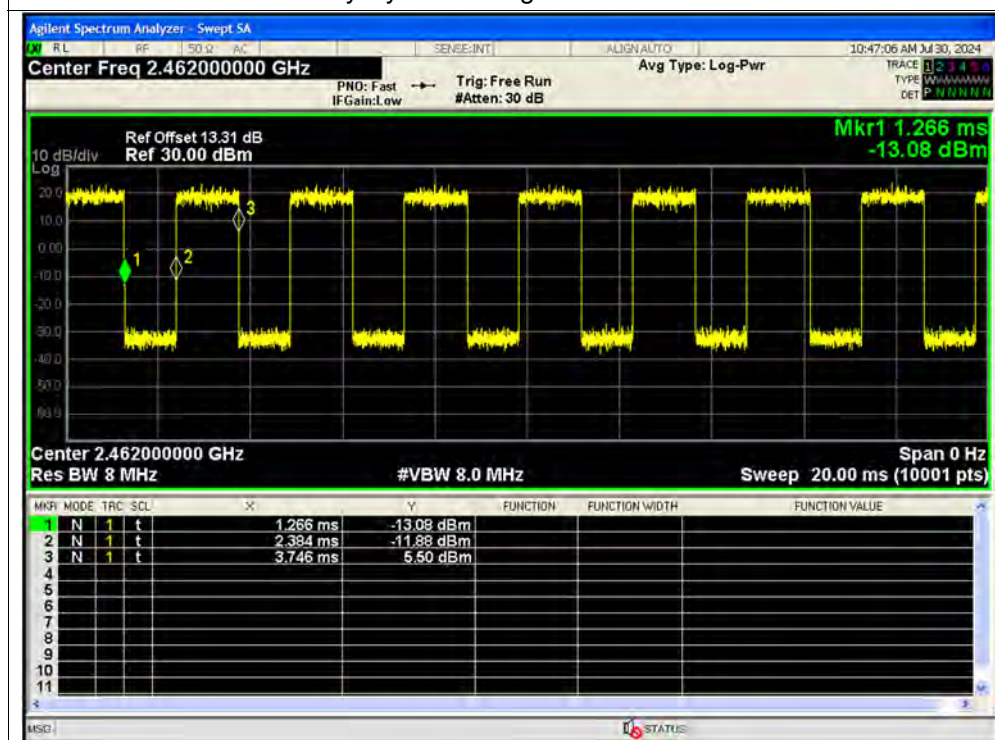 Agilent Spectrum Analyzer - Swept SA
RL RF 50 Ω AC SENSE:INT ALIGN AUTO 10:47:06 AM Jul 30, 2024
Center Freq 2.462000000 GHz
PNO: Fast
IFGain:Low
Trig: Free Run
#Atten: 30 dB
Avg Type: Log-Pwr
TRACE 1 2 3 4 5 6
TYPE
DET P N N N N N
Mkr1 1.266 ms
-13.08 dBm
Ref Offset 13.31 dB
10 dB/div Ref 30.00 dBm
Log
20.0
10.0
0.00
-10.0
-20.0
-30.0
-40.0
-50.0
1
2
3
Center 2.462000000 GHz Span 0 Hz
Res BW 8 MHz #VBW 8.0 MHz Sweep 20.00 ms (10001 pts)
MKR MODE TRC SCL X Y FUNCTION FUNCTION WIDTH FUNCTION VALUE
1 N 1 t 1.266 ms -13.08 dBm
2 N 1 t 2.384 ms -11.88 dBm
3 N 1 t 3.746 ms 5.50 dBm
4
5
6
7
8
9
10
11
MSG STATUS